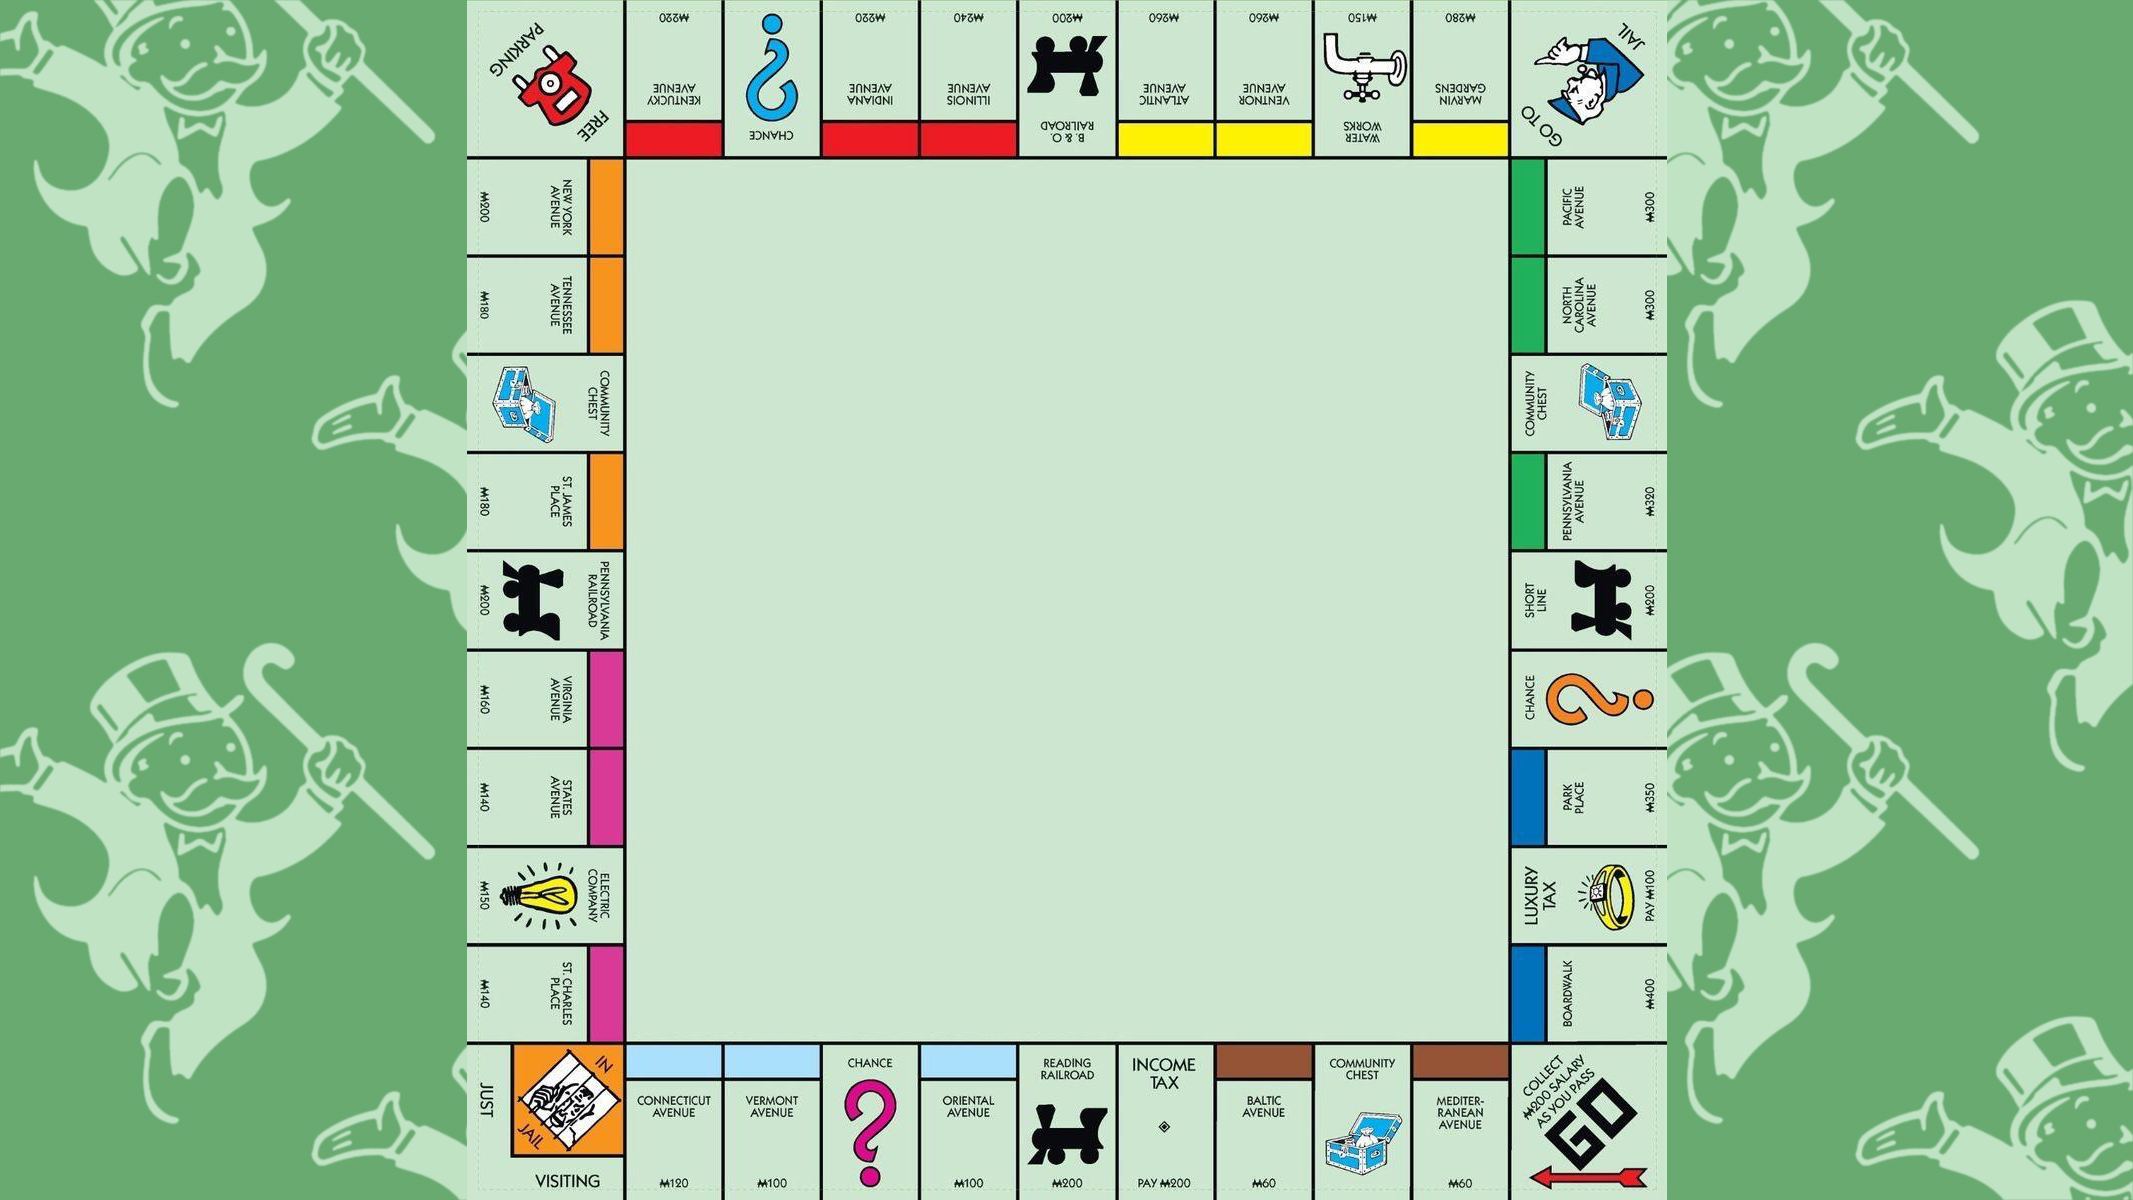 PARKING
FREE
₩220
KENTUCKY
AVENUE
CHANCE
₩220
INDIANA
AVENUE
₩240
ILLINOIS
AVENUE
₩200
B. & O.
RAILROAD
₩260
ATLANTIC
AVENUE
₩260
VENTNOR
AVENUE
₩150
WATER
WORKS
₩280
MARVIN
GARDENS
GO TO
JAIL
NEW YORK
AVENUE
₩200
TENNESSEE
AVENUE
₩180
COMMUNITY
CHEST
ST. JAMES
PLACE
₩180
PENNSYLVANIA
RAILROAD
₩200
VIRGINIA
AVENUE
₩160
STATES
AVENUE
₩140
ELECTRIC
COMPANY
₩150
ST. CHARLES
PLACE
₩140
PACIFIC
AVENUE
₩300
NORTH
CAROLINA
AVENUE
₩300
COMMUNITY
CHEST
PENNSYLVANIA
AVENUE
₩320
SHORT
LINE
₩200
CHANCE
PARK
PLACE
₩350
LUXURY
TAX
PAY ₩100
BOARDWALK
₩400
JUST
VISITING
IN
JAIL
CONNECTICUT
AVENUE
₩120
VERMONT
AVENUE
₩100
CHANCE
ORIENTAL
AVENUE
₩100
READING
RAILROAD
₩200
INCOME
TAX
PAY ₩200
BALTIC
AVENUE
₩60
COMMUNITY
CHEST
MEDITER-
RANEAN
AVENUE
₩60
COLLECT
₩200 SALARY
AS YOU PASS
GO